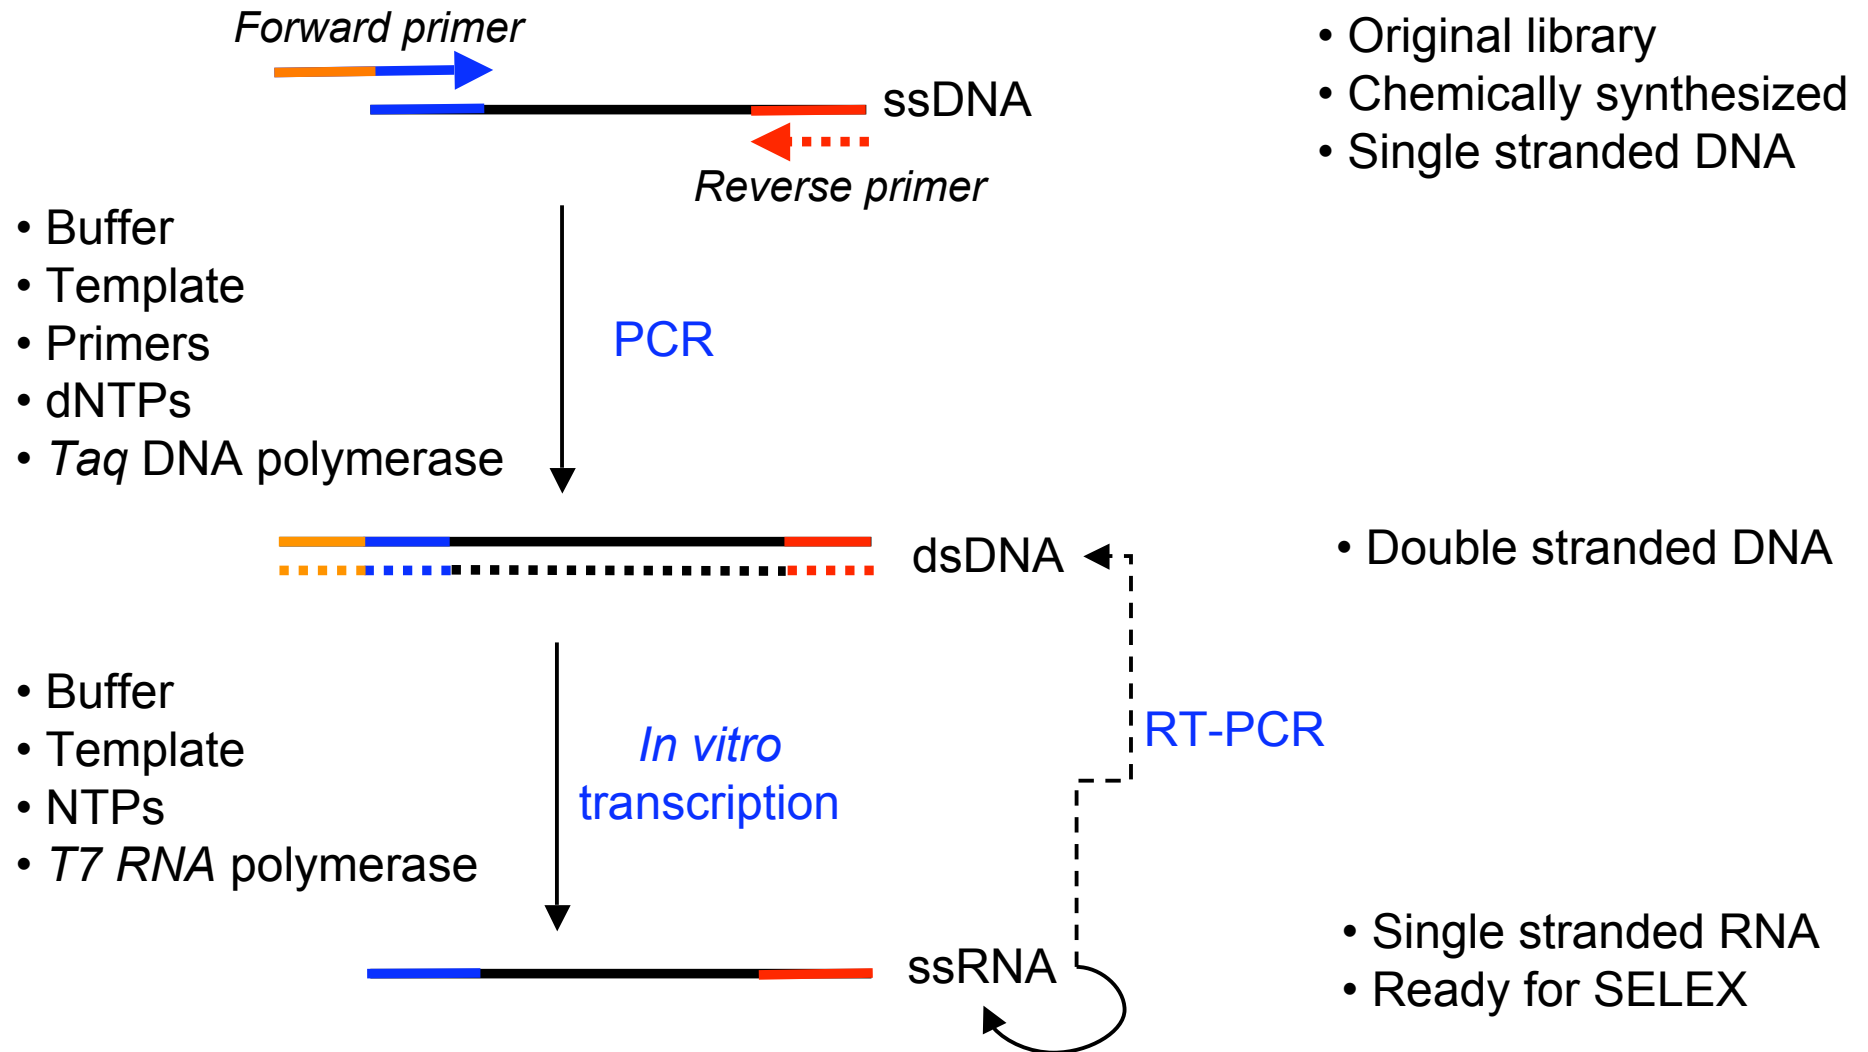 Forward primer
ssDNA
Reverse primer
• Original library
• Chemically synthesized
• Single stranded DNA
• Buffer
• Template
• Primers
• dNTPs
• Taq DNA polymerase
PCR
dsDNA
• Double stranded DNA
• Buffer
• Template
• NTPs
• T7 RNA polymerase
In vitro
transcription
RT-PCR
ssRNA
• Single stranded RNA
• Ready for SELEX